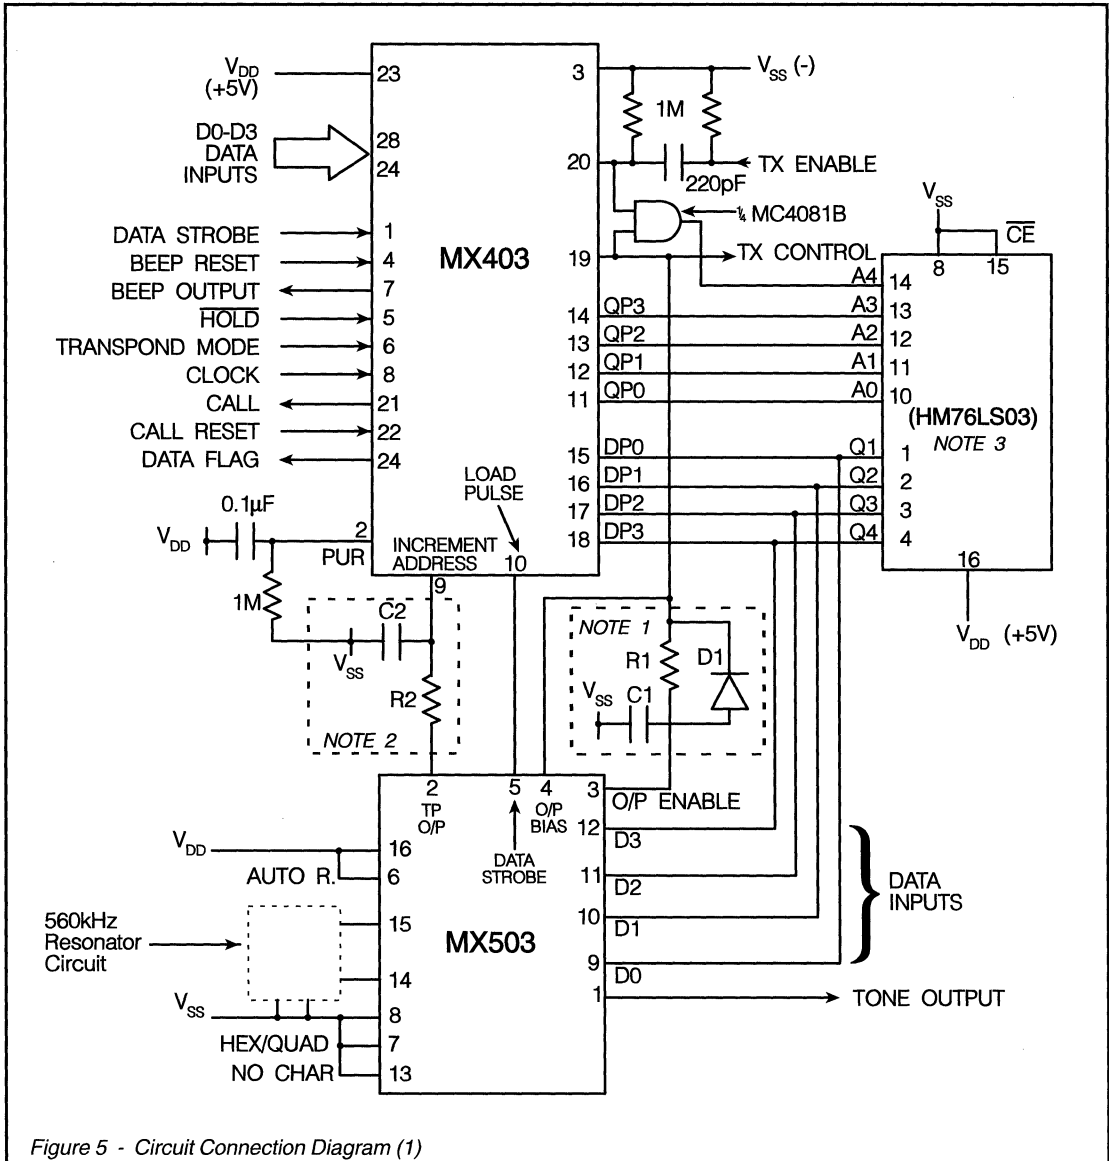 V_DD
(+5V)
23
3
V_SS (-)
1M
D0-D3
DATA
INPUTS
28
24
20
TX ENABLE
220pF
¼ MC4081B
V_SS
CE
DATA STROBE
1
MX403
19
TX CONTROL
8
15
BEEP RESET
4
A4
14
BEEP OUTPUT
7
14
QP3
A3
13
HOLD
5
13
QP2
A2
12
TRANSPOND MODE
6
12
QP1
A1
11
CLOCK
8
11
QP0
A0
10
CALL
21
(HM76LS03)
NOTE 3
CALL RESET
22
15
DP0
Q1
1
DATA FLAG
24
LOAD
PULSE
16
DP1
Q2
2
17
DP2
Q3
3
0.1µF
V_DD
2
PUR
18
DP3
Q4
4
INCREMENT
ADDRESS
10
9
16
V_DD (+5V)
1M
C2
V_SS
R2
NOTE 2
NOTE 1
R1
D1
V_SS
C1
2
TP
O/P
5
4
O/P
BIAS
3
O/P ENABLE
DATA
STROBE
12
D3
V_DD
16
AUTO R.
6
11
D2
DATA
INPUTS
560kHz
Resonator
Circuit
15
MX503
10
D1
14
9
D0
V_SS
8
1
TONE OUTPUT
HEX/QUAD
7
NO CHAR
13
Figure 5 - Circuit Connection Diagram (1)